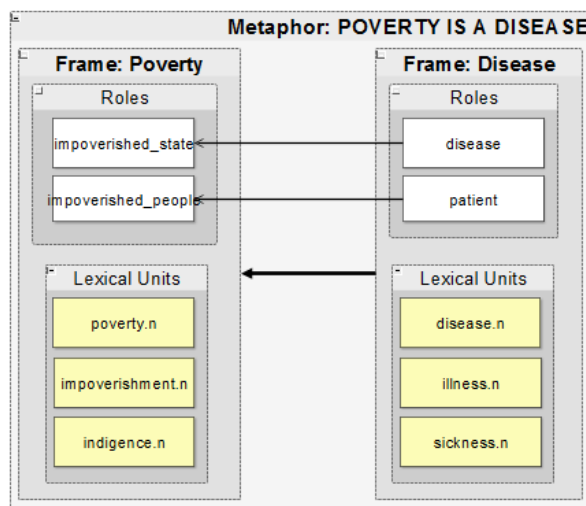 Metaphor: POVERTY IS A DISEASE
Frame: Poverty
Roles
impoverished_state
impoverished_people
Lexical Units
poverty.n
impoverishment.n
indigence.n
Frame: Disease
Roles
disease
patient
Lexical Units
disease.n
illness.n
sickness.n